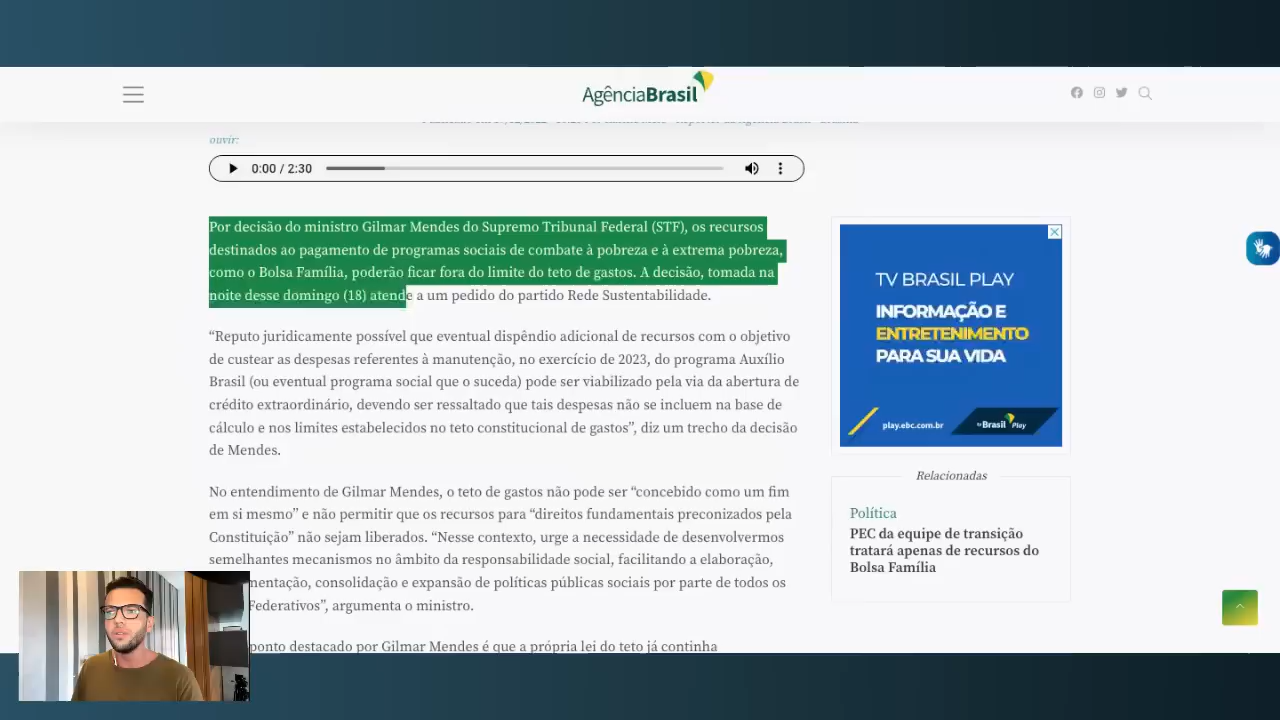 AgênciaBrasil
ouvir:
0:00 / 2:30
Por decisão do ministro Gilmar Mendes do Supremo Tribunal Federal (STF), os recursos
destinados ao pagamento de programas sociais de combate à pobreza e à extrema pobreza,
como o Bolsa Família, poderão ficar fora do limite do teto de gastos. A decisão, tomada na
noite desse domingo (18) atende a um pedido do partido Rede Sustentabilidade.
“Reputo juridicamente possível que eventual dispêndio adicional de recursos com o objetivo
de custear as despesas referentes à manutenção, no exercício de 2023, do programa Auxílio
Brasil (ou eventual programa social que o suceda) pode ser viabilizado pela via da abertura de
crédito extraordinário, devendo ser ressaltado que tais despesas não se incluem na base de
cálculo e nos limites estabelecidos no teto constitucional de gastos”, diz um trecho da decisão
de Mendes.
No entendimento de Gilmar Mendes, o teto de gastos não pode ser “concebido como um fim
em si mesmo” e não permitir que os recursos para “direitos fundamentais preconizados pela
Constituição” não sejam liberados. “Nesse contexto, urge a necessidade de desenvolvermos
semelhantes mecanismos no âmbito da responsabilidade social, facilitando a elaboração,
mentação, consolidação e expansão de políticas públicas sociais por parte de todos os
Federativos”, argumenta o ministro.
ponto destacado por Gilmar Mendes é que a própria lei do teto já continha
TV BRASIL PLAY
INFORMAÇÃO E
ENTRETENIMENTO
PARA SUA VIDA
play.ebc.com.br
TV Brasil Play
Relacionadas
Política
PEC da equipe de transição
tratará apenas de recursos do
Bolsa Família